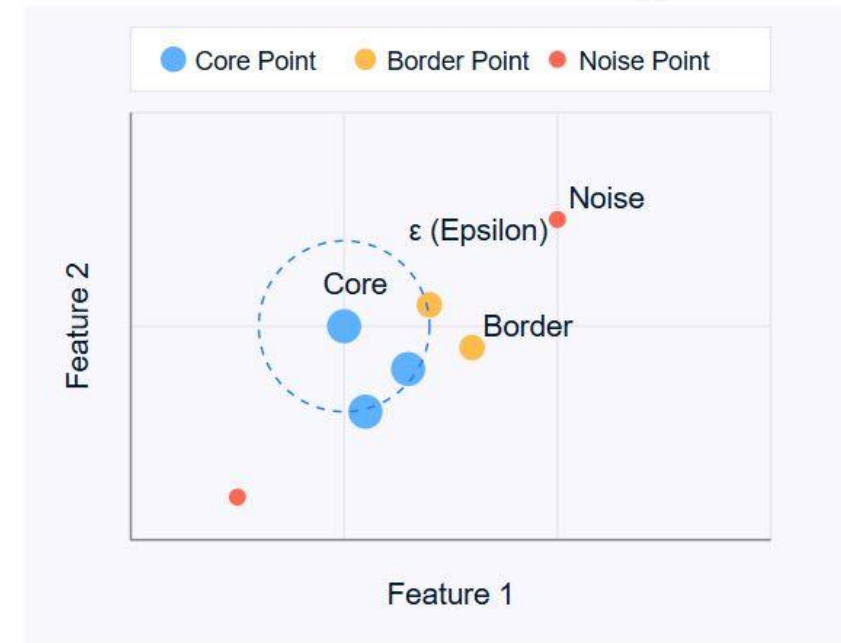 Core Point Border Point Noise Point
Noise
ε (Epsilon)
Core
Border
Feature 2
Feature 1